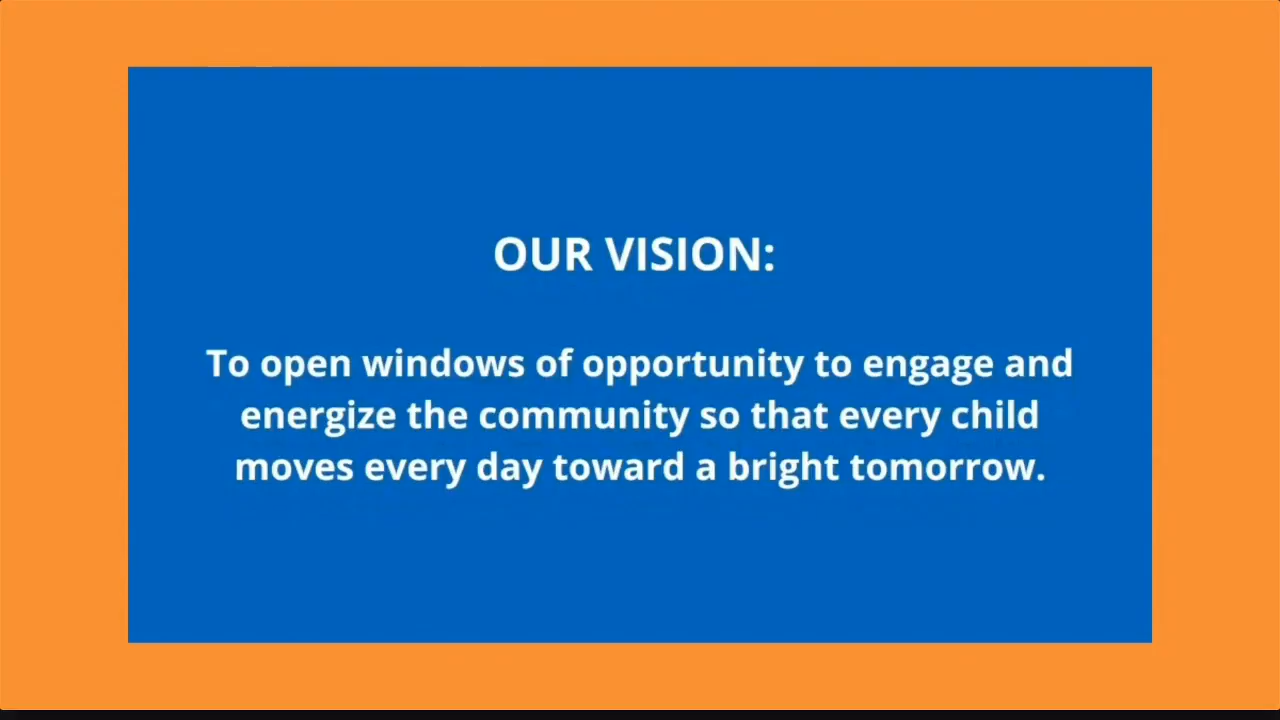 OUR VISION:
To open windows of opportunity to engage and
energize the community so that every child
moves every day toward a bright tomorrow.